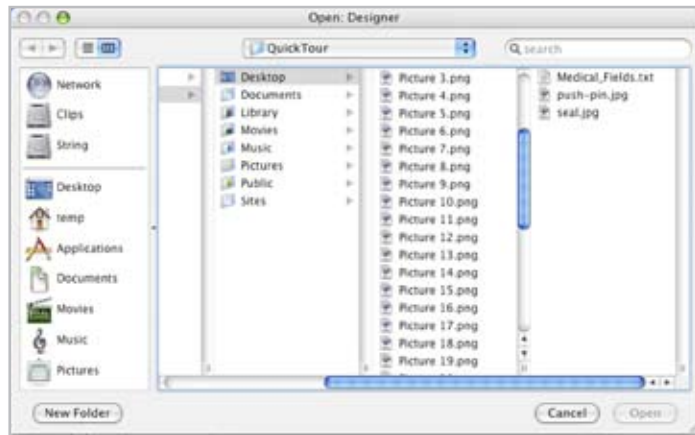 Open: Designer
QuickTour
search
Network
Clips
String
Desktop
temp
Applications
Documents
Movies
Music
Pictures
Desktop
Documents
Library
Movies
Music
Pictures
Public
Sites
Picture 3.png
Picture 4.png
Picture 5.png
Picture 6.png
Picture 7.png
Picture 8.png
Picture 9.png
Picture 10.png
Picture 11.png
Picture 12.png
Picture 13.png
Picture 14.png
Picture 15.png
Picture 16.png
Picture 17.png
Picture 18.png
Picture 19.png
Medical_Fields.txt
push-pin.jpg
seal.jpg
New Folder
Cancel
Open